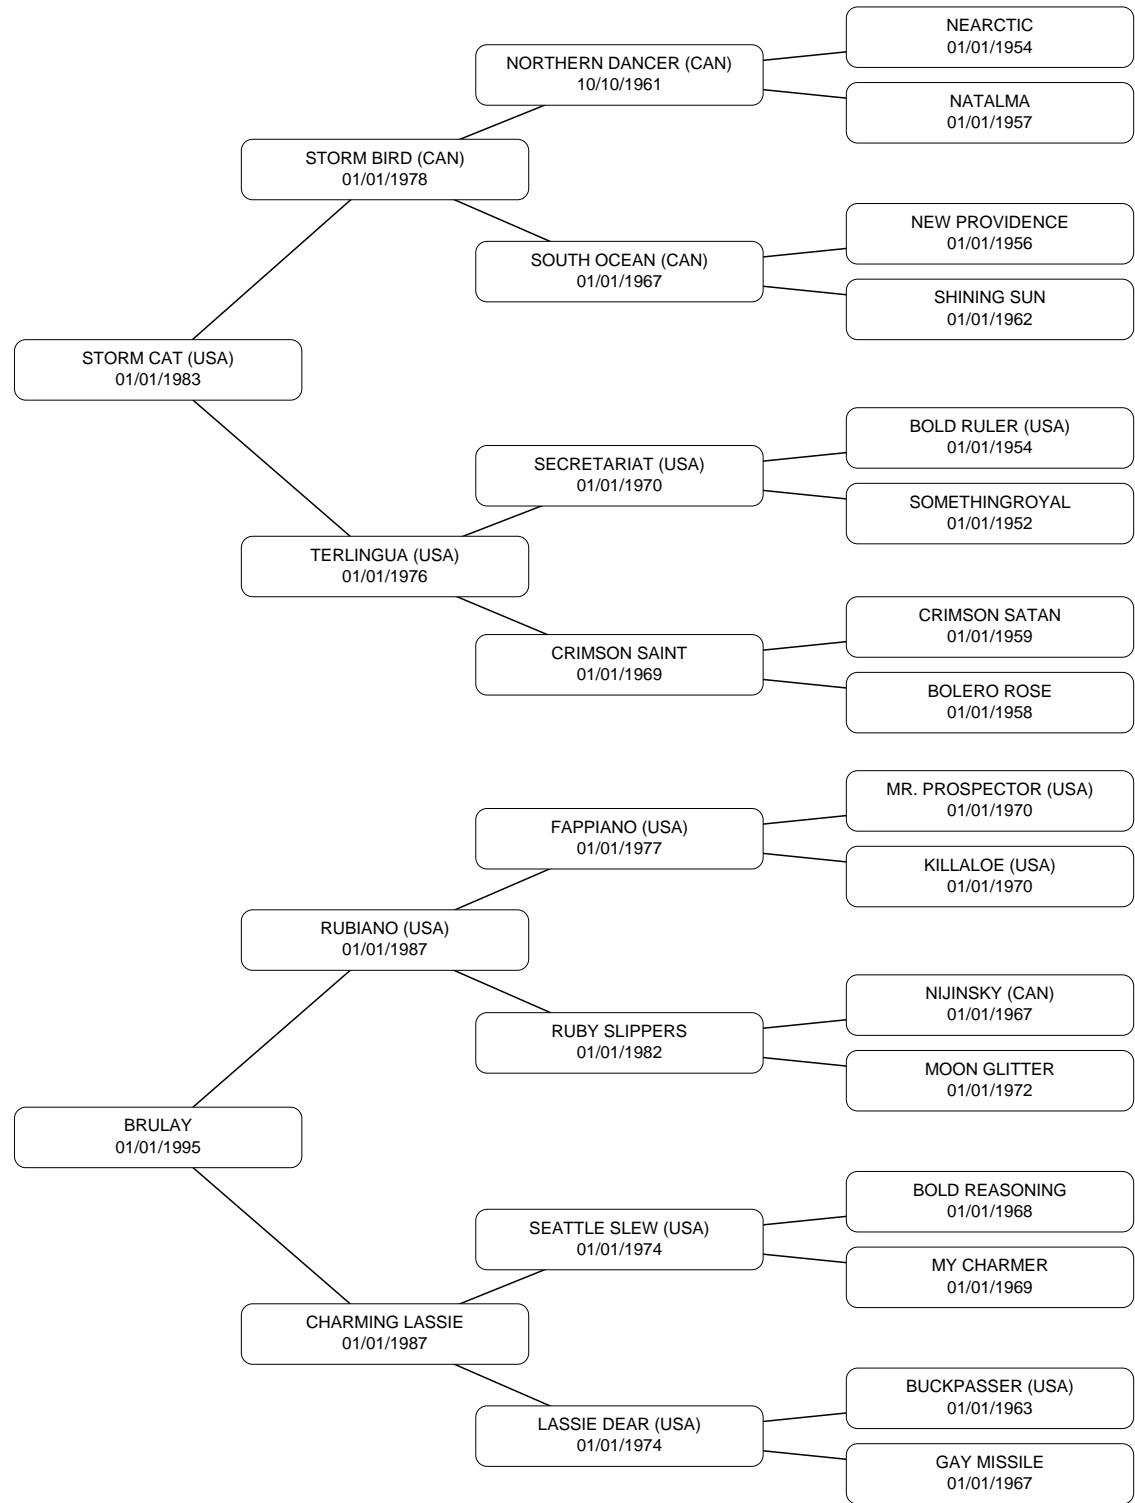 NEARCTIC
01/01/1954
NORTHERN DANCER (CAN)
10/10/1961
NATALMA
01/01/1957
STORM BIRD (CAN)
01/01/1978
NEW PROVIDENCE
01/01/1956
SOUTH OCEAN (CAN)
01/01/1967
SHINING SUN
01/01/1962
STORM CAT (USA)
01/01/1983
BOLD RULER (USA)
01/01/1954
SECRETARIAT (USA)
01/01/1970
SOMETHINGROYAL
01/01/1952
TERLINGUA (USA)
01/01/1976
CRIMSON SATAN
01/01/1959
CRIMSON SAINT
01/01/1969
BOLERO ROSE
01/01/1958
MR. PROSPECTOR (USA)
01/01/1970
FAPPIANO (USA)
01/01/1977
KILLALOE (USA)
01/01/1970
RUBIANO (USA)
01/01/1987
NIJINSKY (CAN)
01/01/1967
RUBY SLIPPERS
01/01/1982
MOON GLITTER
01/01/1972
BRULAY
01/01/1995
BOLD REASONING
01/01/1968
SEATTLE SLEW (USA)
01/01/1974
MY CHARMER
01/01/1969
CHARMING LASSIE
01/01/1987
BUCKPASSER (USA)
01/01/1963
LASSIE DEAR (USA)
01/01/1974
GAY MISSILE
01/01/1967